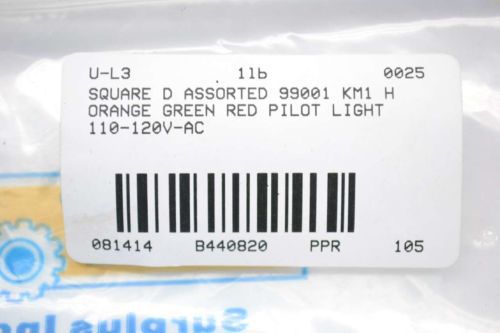 U-L3 1lb 0025
SQUARE D ASSORTED 99001 KM1 H
ORANGE GREEN RED PILOT LIGHT
110-120V-AC
081414 B440820 PPR 105
Surplus